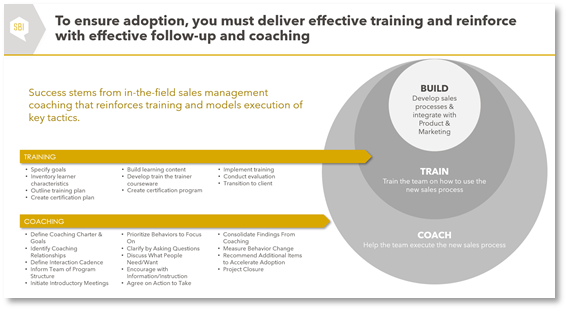 SBI
To ensure adoption, you must deliver effective training and reinforce
with effective follow-up and coaching
Success stems from in-the-field sales management
coaching that reinforces training and models execution of
key tactics.
BUILD
Develop sales
processes &
integrate with
Product &
Marketing
TRAIN
Train the team on how to use the
new sales process
COACH
Help the team execute the new sales process
TRAINING
• Specify goals
• Inventory learner
characteristics
• Outline training plan
• Create certification plan
• Build learning content
• Develop train the trainer
courseware
• Create certification program
• Implement training
• Conduct evaluation
• Transition to client
COACHING
• Define Coaching Charter &
Goals
• Identify Coaching
Relationships
• Define Interaction Cadence
• Inform Team of Program
Structure
• Initiate Introductory Meetings
• Prioritize Behaviors to Focus
On
• Clarify by Asking Questions
• Discuss What People
Need/Want
• Encourage with
Information/Instruction
• Agree on Action to Take
• Consolidate Findings From
Coaching
• Measure Behavior Change
• Recommend Additional Items
to Accelerate Adoption
• Project Closure